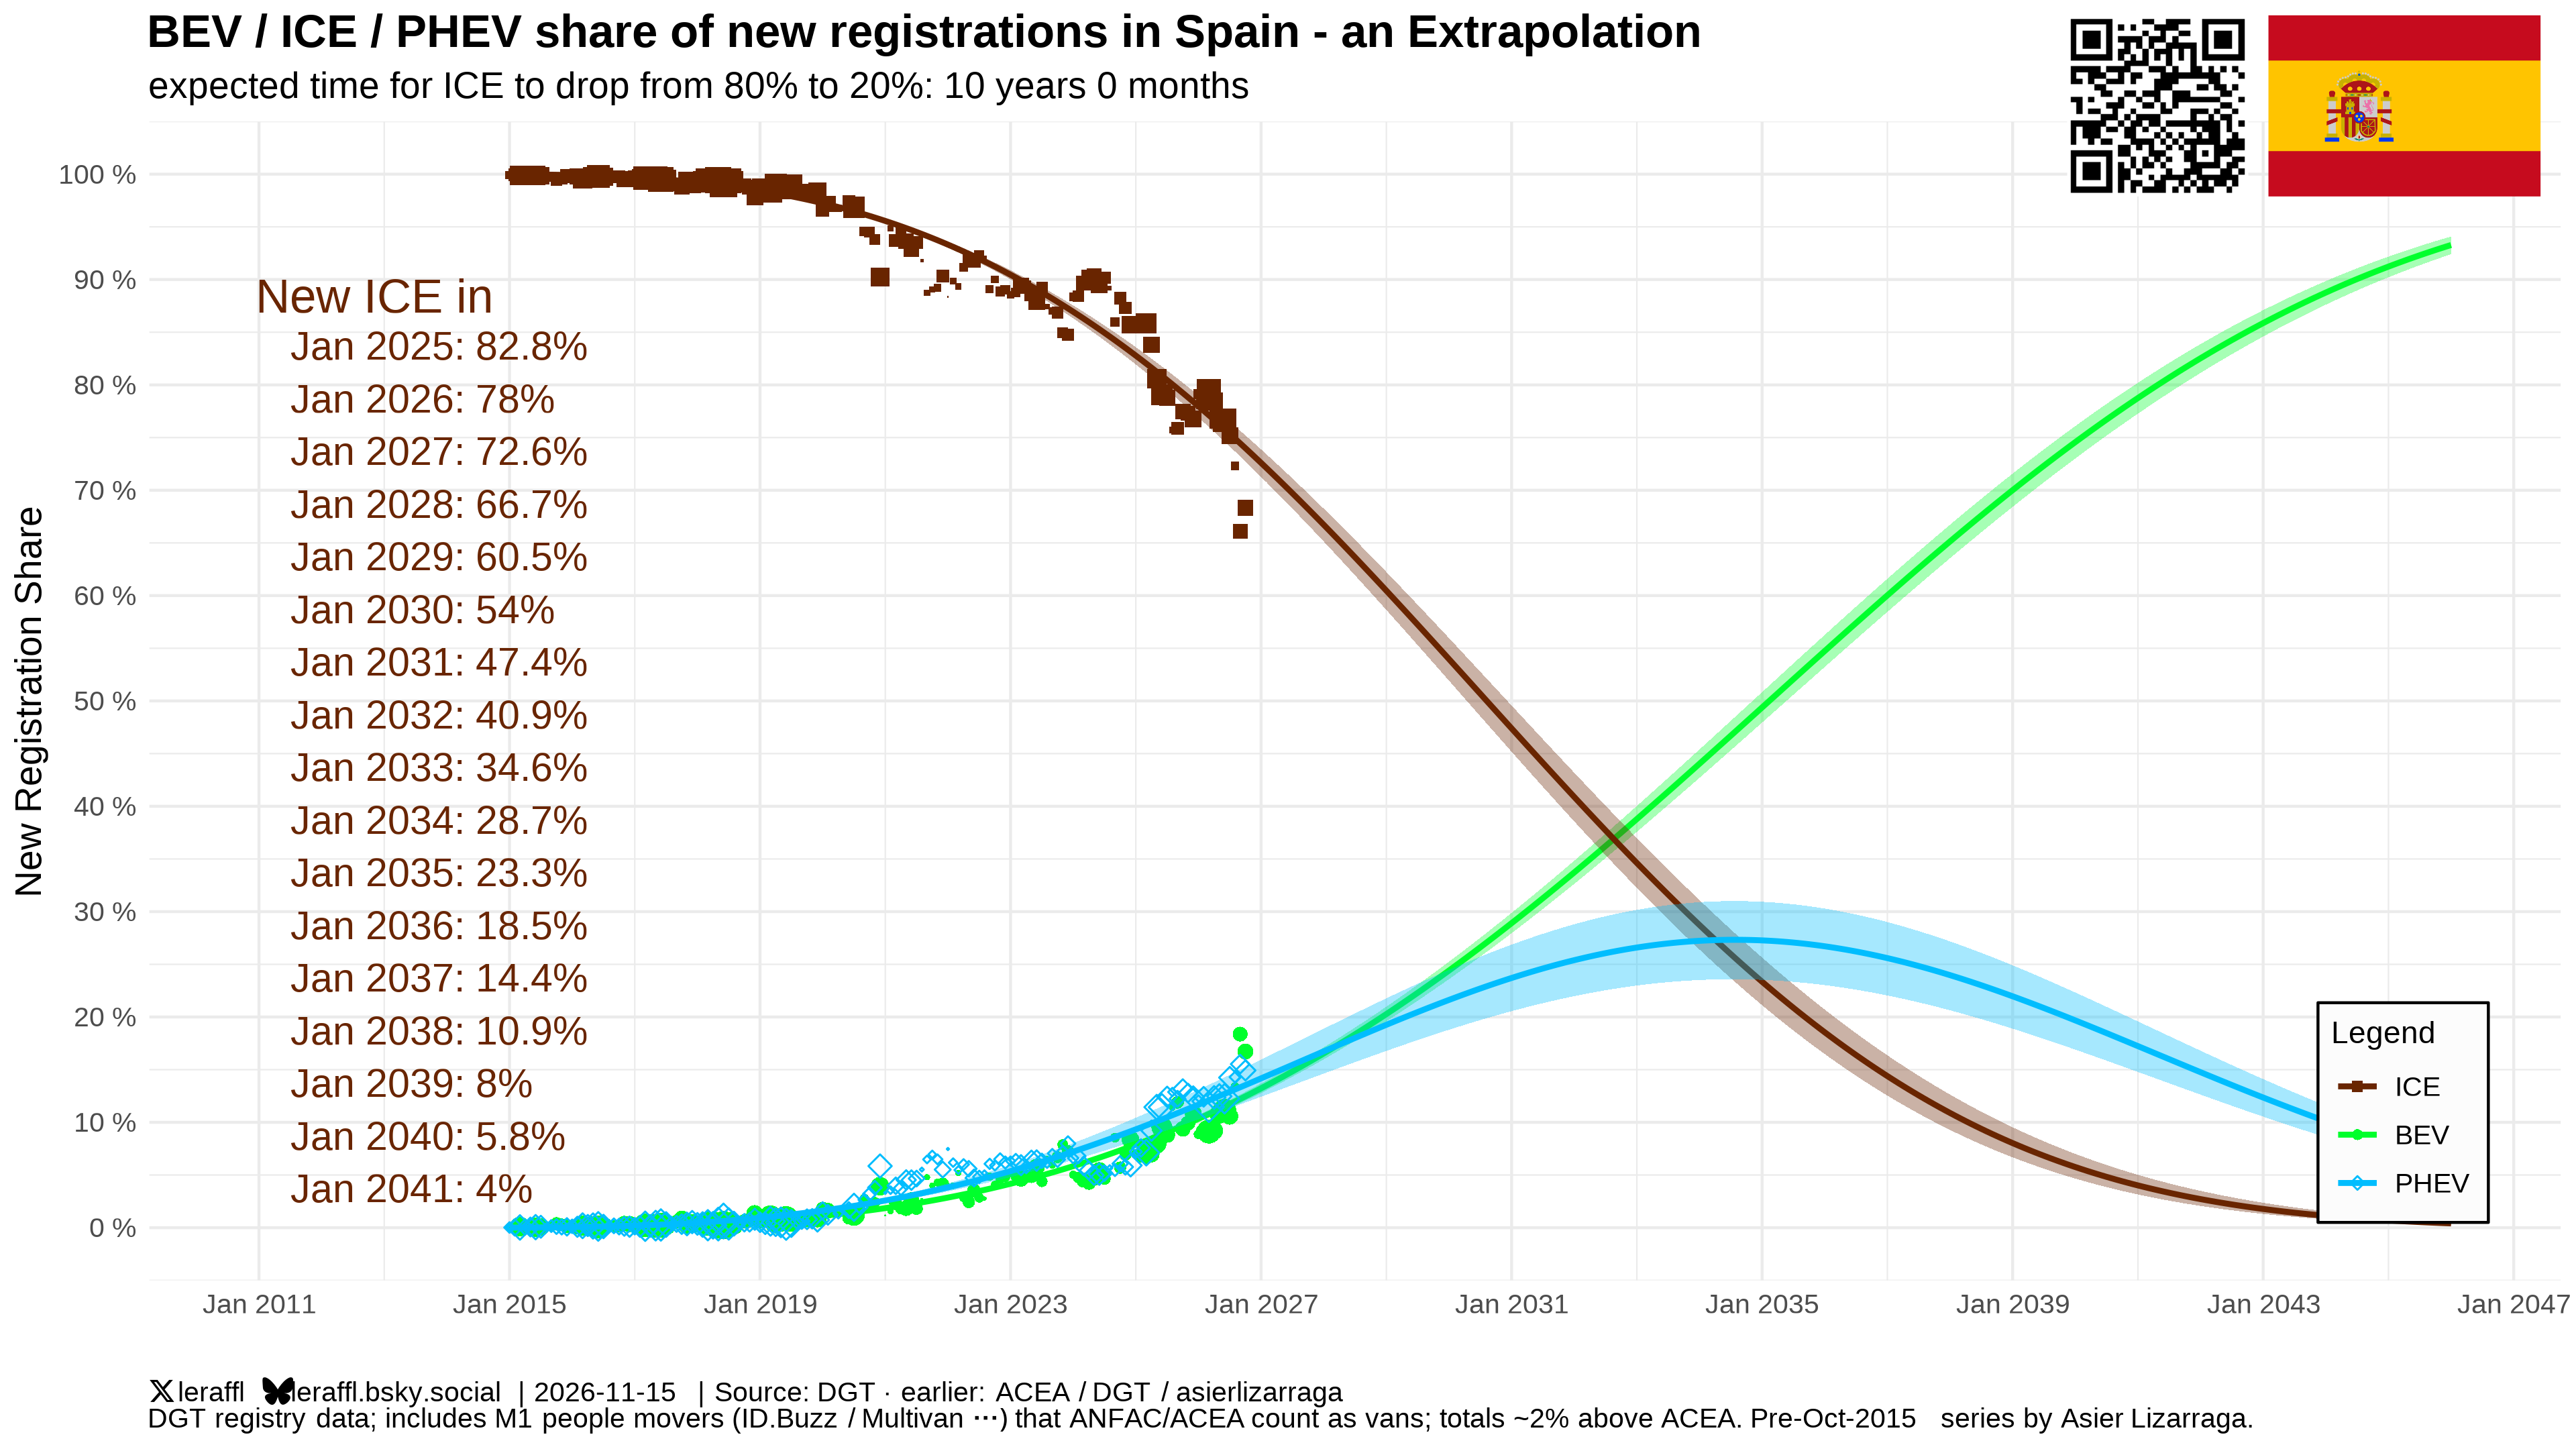 BEV / ICE / PHEV share of new registrations in Spain - an Extrapolation
expected time for ICE to drop from 80% to 20%: 10 years 0 months
New Registration Share
100 %
90 %
80 %
70 %
60 %
50 %
40 %
30 %
20 %
10 %
0 %
New ICE in
Jan 2025: 82.8%
Jan 2026: 78%
Jan 2027: 72.6%
Jan 2028: 66.7%
Jan 2029: 60.5%
Jan 2030: 54%
Jan 2031: 47.4%
Jan 2032: 40.9%
Jan 2033: 34.6%
Jan 2034: 28.7%
Jan 2035: 23.3%
Jan 2036: 18.5%
Jan 2037: 14.4%
Jan 2038: 10.9%
Jan 2039: 8%
Jan 2040: 5.8%
Jan 2041: 4%
Legend
ICE
BEV
PHEV
Jan 2011 Jan 2015 Jan 2019 Jan 2023 Jan 2027 Jan 2031 Jan 2035 Jan 2039 Jan 2043 Jan 2047
leraffl leraffl.bsky.social | 2026-11-15 | Source: DGT · earlier: ACEA / DGT / asierlizarraga
DGT registry data; includes M1 people movers (ID.Buzz / Multivan ···) that ANFAC/ACEA count as vans; totals ~2% above ACEA. Pre-Oct-2015 series by Asier Lizarraga.